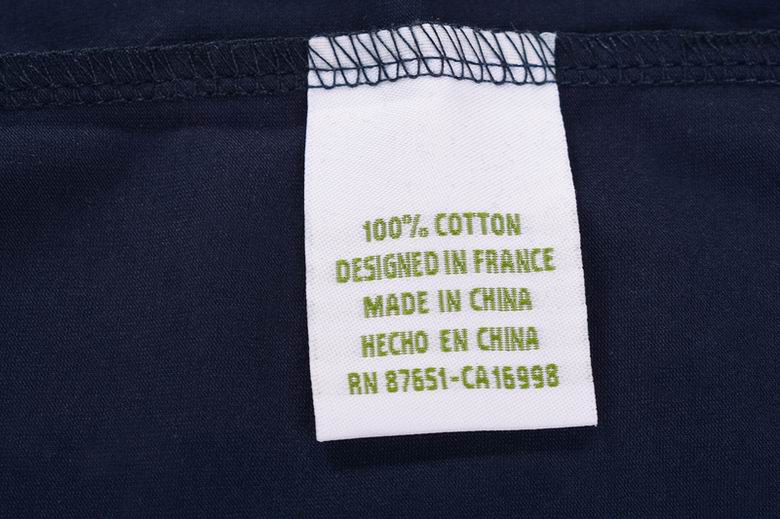 100% COTTON
DESIGNED IN FRANCE
MADE IN CHINA
HECHO EN CHINA
RN 87651-CA16998